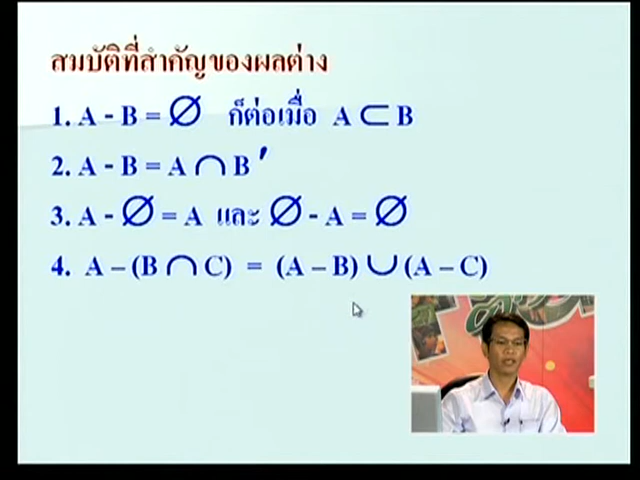 สมบัติที่สำคัญของผลต่าง
1. A - B = ∅ ก็ต่อเมื่อ A ⊂ B
2. A - B = A ∩ B′
3. A - ∅ = A และ ∅ - A = ∅
4. A – (B ∩ C) = (A – B) ∪ (A – C)